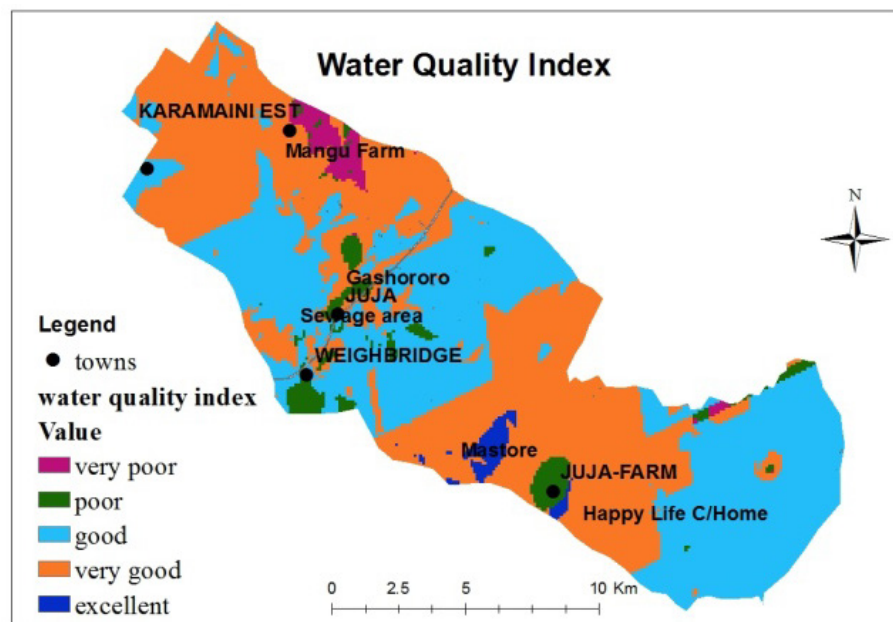 Water Quality Index
KARAMAINI EST
Mangu Farm
N
Gashororo
JUJA
Sewage area
WEIGHBRIDGE
Mastore
JUJA-FARM
Happy Life C/Home
Legend
towns
water quality index
Value
very poor
poor
good
very good
excellent
0 2.5 5 10 Km